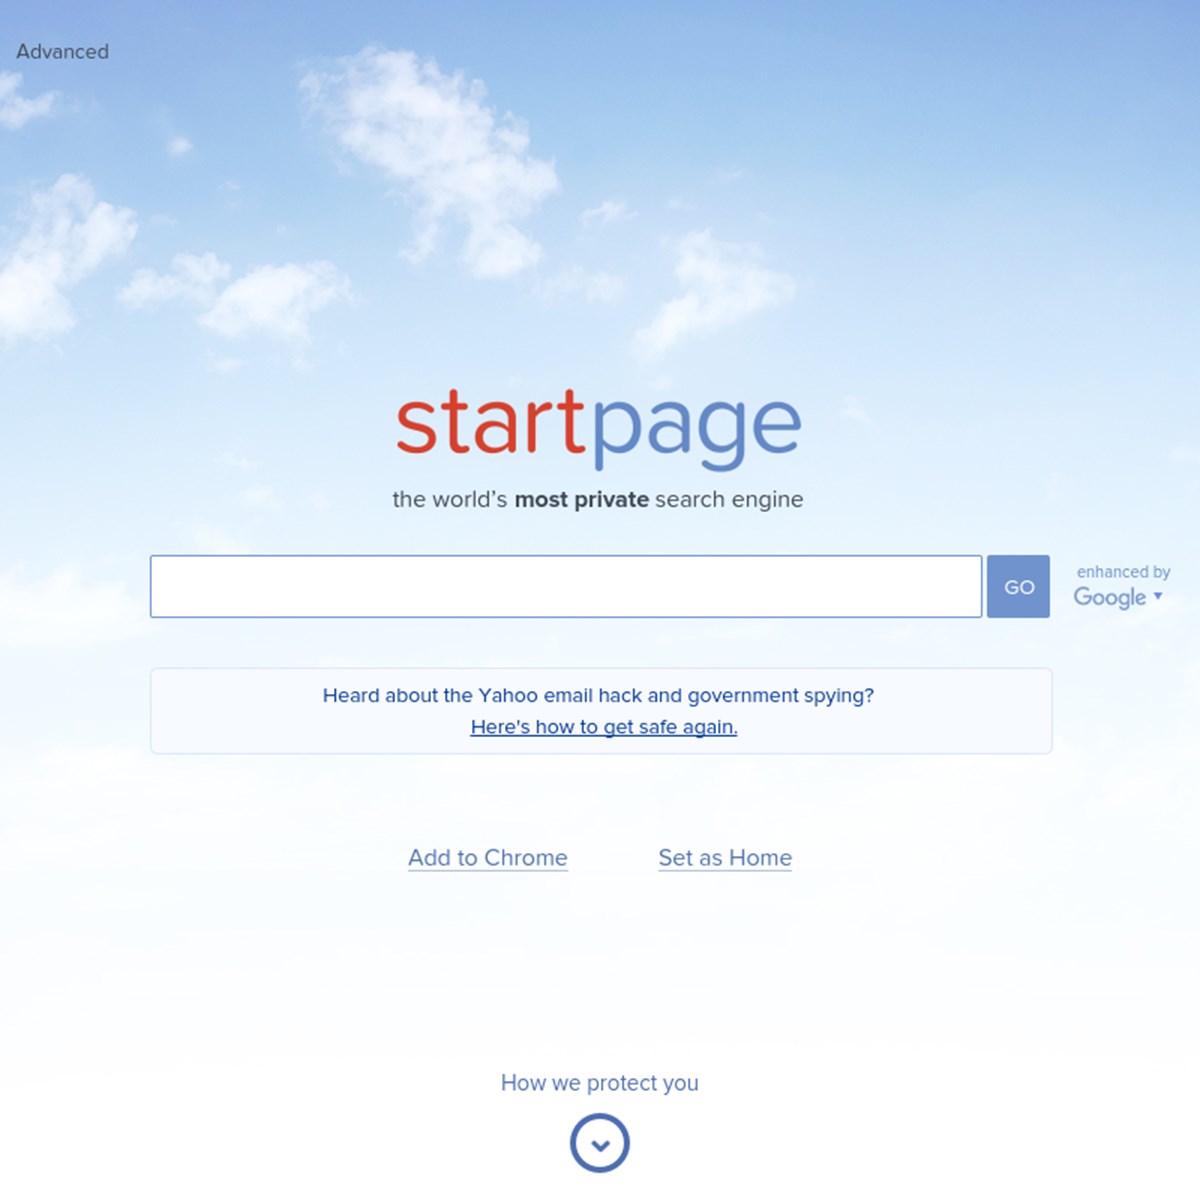 Advanced
startpage
the world's most private search engine
GO
enhanced by
Google
Heard about the Yahoo email hack and government spying?
Here's how to get safe again.
Add to Chrome
Set as Home
How we protect you